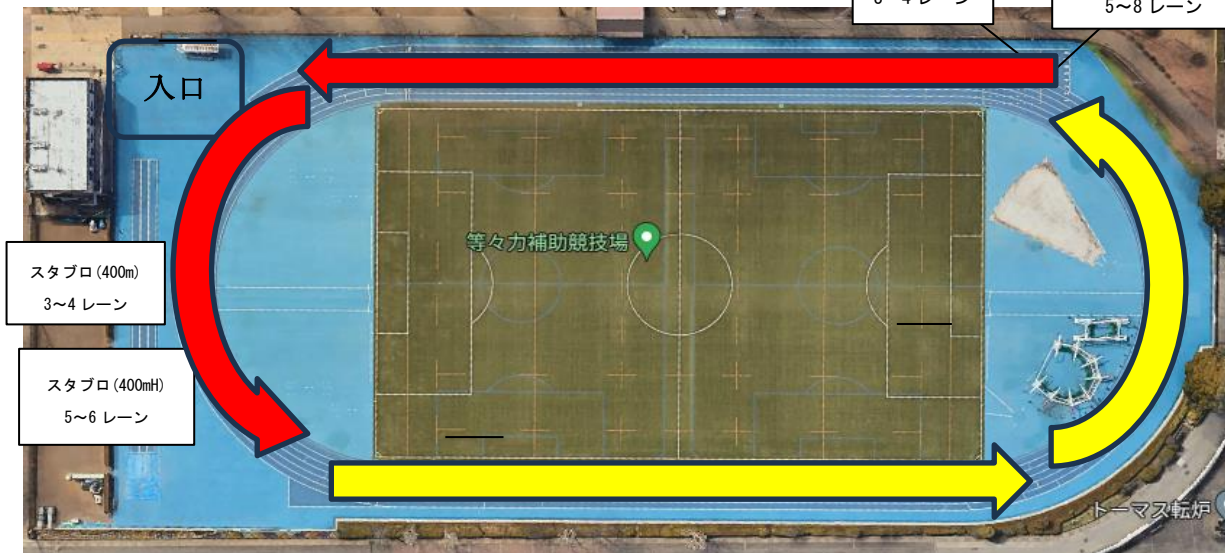 5~8 レーン
入口
等々力補助競技場
スタブロ(400m)
3~4 レーン
スタブロ(400mH)
5~6 レーン
トーマス転炉